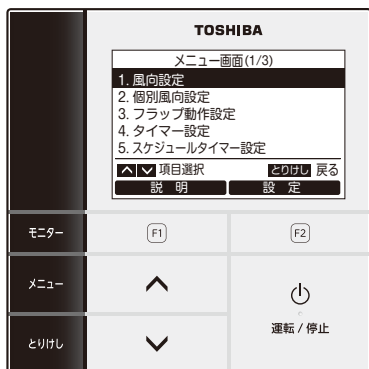 TOSHIBA
メニュー画面(1/3)
1. 風向設定
2. 個別風向設定
3. フラップ動作設定
4. タイマー設定
5. スケジュールタイマー設定
項目選択 とりけし 戻る
説 明 設 定
モニター F1 F2
メニュー
運転 / 停止
とりけし